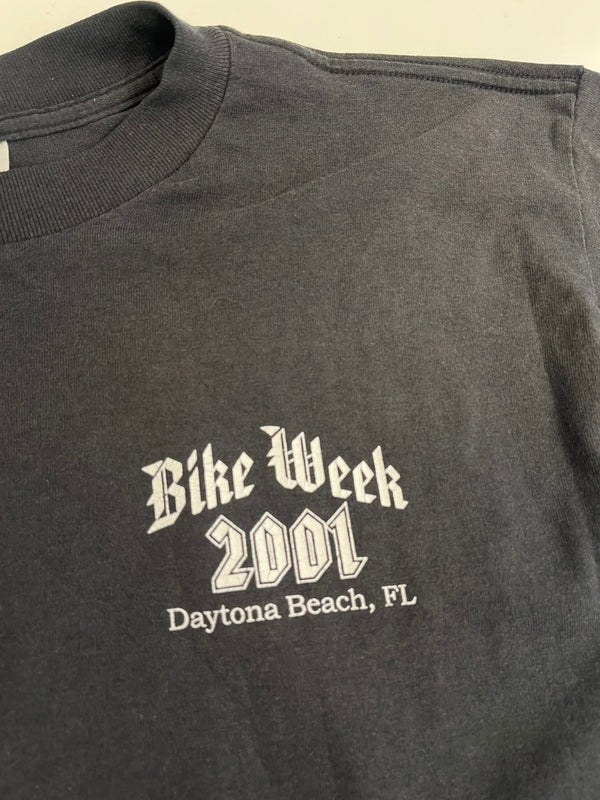 Bike Week
2001
Daytona Beach, FL